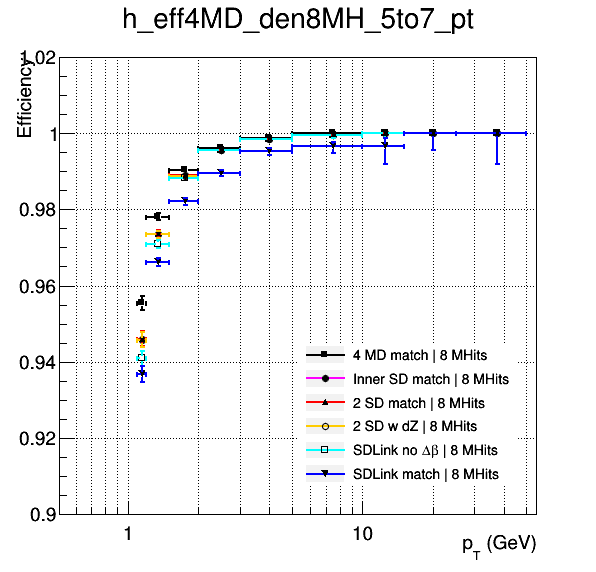 h_eff4MD_den8MH_5to7_pt
Efficiency
1.02
1
0.98
0.96
0.94
0.92
0.9
4 MD match | 8 MHits
Inner SD match | 8 MHits
2 SD match | 8 MHits
2 SD w dZ | 8 MHits
SDLink no Δβ | 8 MHits
SDLink match | 8 MHits
1
10
p_T (GeV)